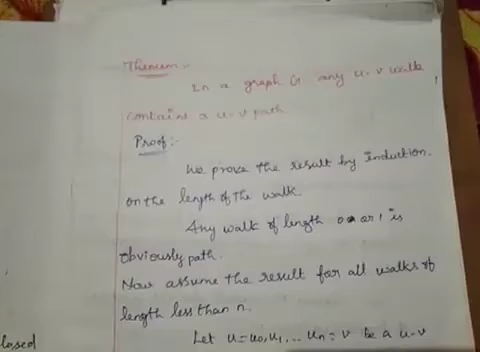 Theorem:-
In a graph G any u-v walk,
contains a u-v path
Proof:-
We prove the result by induction.
on the length of the walk.
Any walk of length 0 or 1 is
obviously path.
Now assume the result for all walks of
length less than n.
Let u=u0,u1,... un=v be a u-v
losed